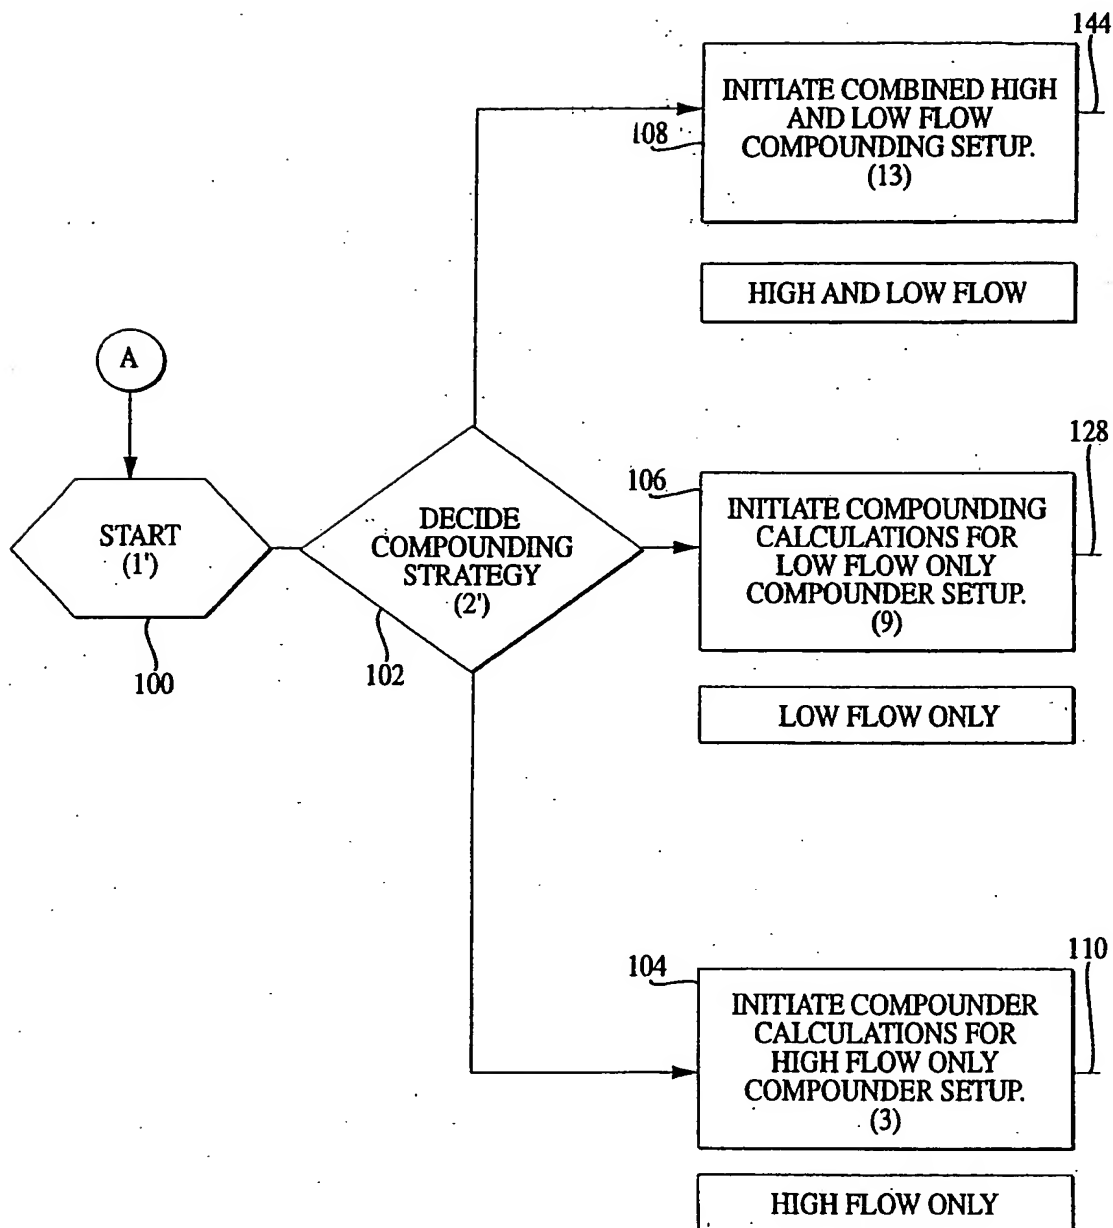 144
INITIATE COMBINED HIGH
AND LOW FLOW
COMPOUNDING SETUP.
(13)
108
HIGH AND LOW FLOW
A
START
(1')
100
DECIDE
COMPOUNDING
STRATEGY
(2')
102
128
106
INITIATE COMPOUNDING
CALCULATIONS FOR
LOW FLOW ONLY
COMPOUNDER SETUP.
(9)
LOW FLOW ONLY
110
104
INITIATE COMPOUNDER
CALCULATIONS FOR
HIGH FLOW ONLY
COMPOUNDER SETUP.
(3)
HIGH FLOW ONLY